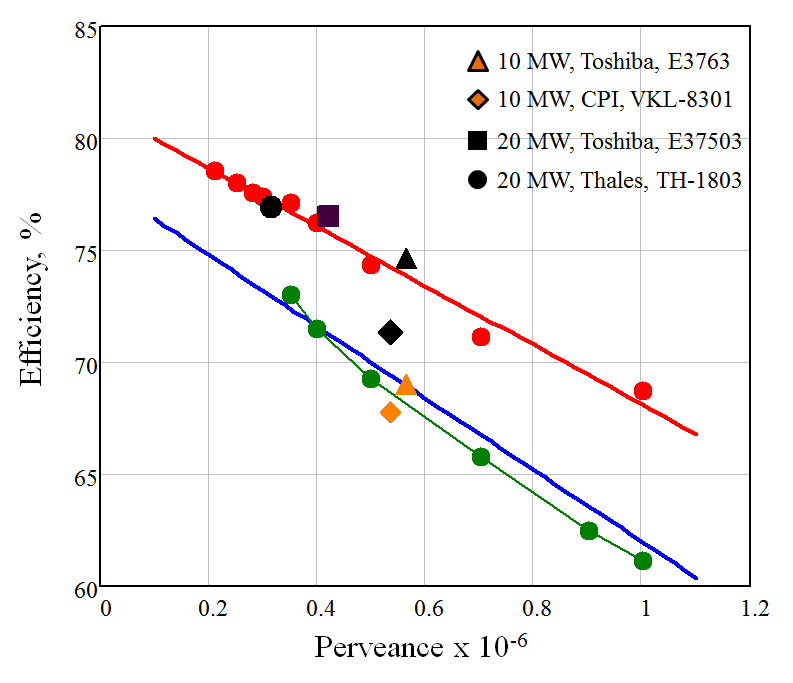 85
80
75
70
65
60
Efficiency, %
10 MW, Toshiba, E3763
10 MW, CPI, VKL-8301
20 MW, Toshiba, E37503
20 MW, Thales, TH-1803
0 0.2 0.4 0.6 0.8 1 1.2
Perveance x 10⁻⁶